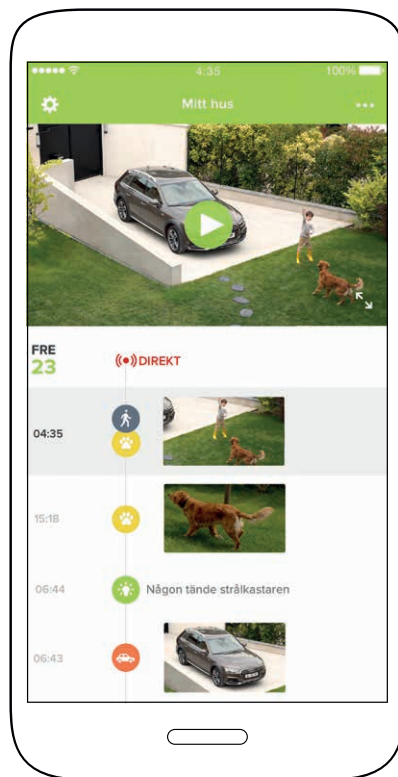 4:35
100%
Mitt hus
FRE
23
DIREKT
04:35
15:18
06:44
Någon tände strålkastaren
06:43